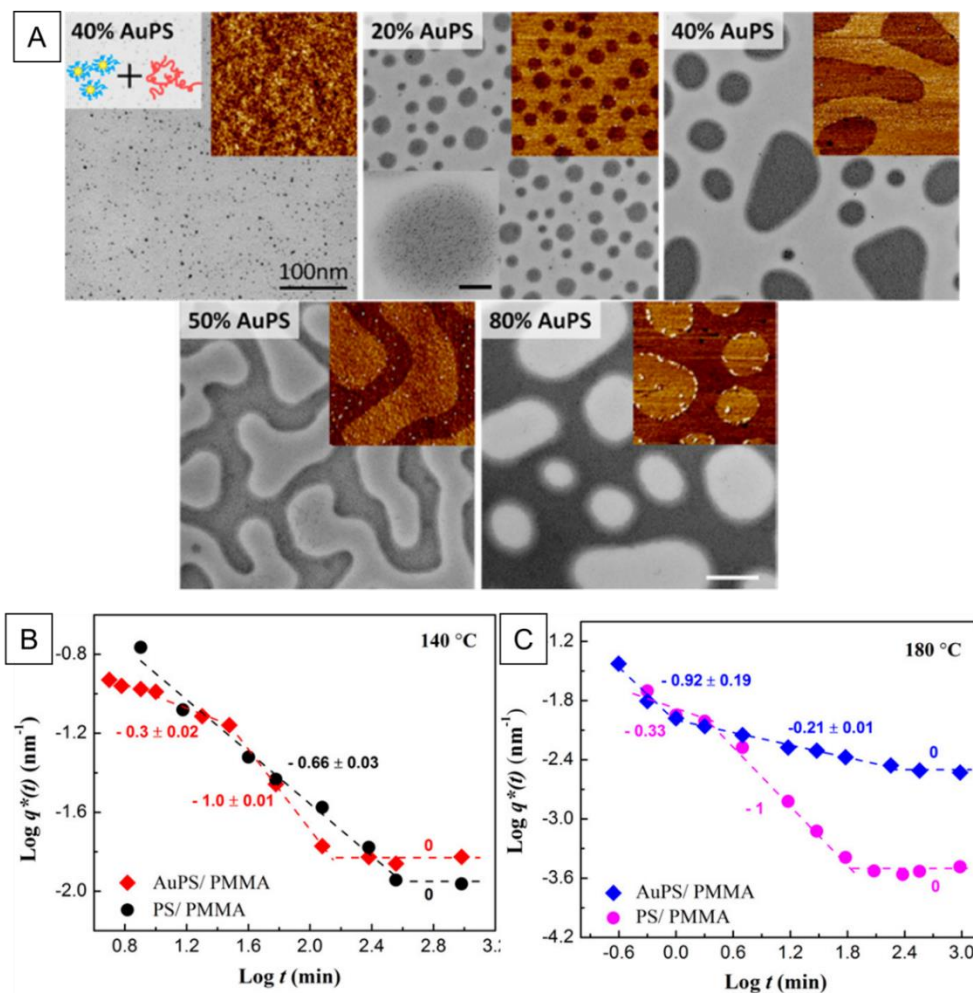 A
40% AuPS
20% AuPS
40% AuPS
+
100nm
50% AuPS
80% AuPS
B
140 °C
Log q*(t) (nm⁻¹)
-0.8
-1.2
-1.6
-2.0
- 0.3 ± 0.02
- 0.66 ± 0.03
- 1.0 ± 0.01
0
0
AuPS/ PMMA
PS/ PMMA
0.8 1.2 1.6 2.0 2.4 2.8 3.2
Log t (min)
C
180 °C
Log q*(t) (nm⁻¹)
-1.2
-1.8
-2.4
-3.0
-3.6
-4.2
- 0.92 ± 0.19
- 0.33
-0.21 ± 0.01
0
- 1
0
AuPS/ PMMA
PS/ PMMA
-0.6 0.0 0.6 1.2 1.8 2.4 3.0
Log t (min)